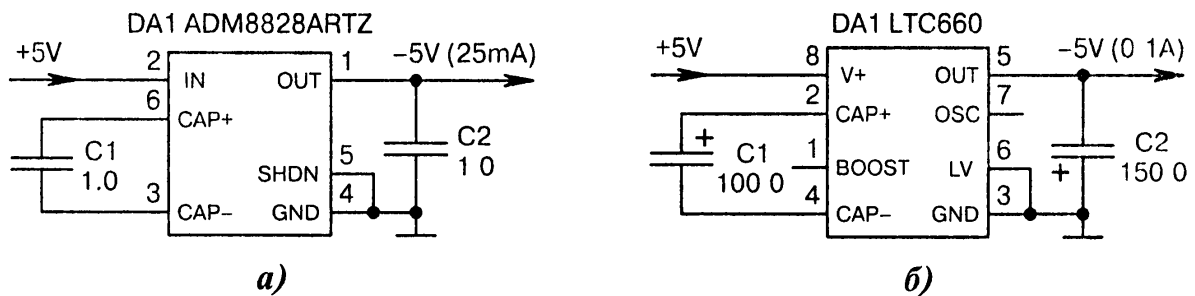 DA1 ADM8828ARTZ
+5V
2
IN
OUT
1
−5V (25mA)
6
CAP+
C1
1.0
SHDN
5
C2
1 0
3
CAP−
GND
4
а)
DA1 LTC660
+5V
8
V+
OUT
5
−5V (0 1A)
2
CAP+
OSC
7
+
C1
100 0
1
BOOST
LV
6
+
C2
150 0
4
CAP−
GND
3
б)